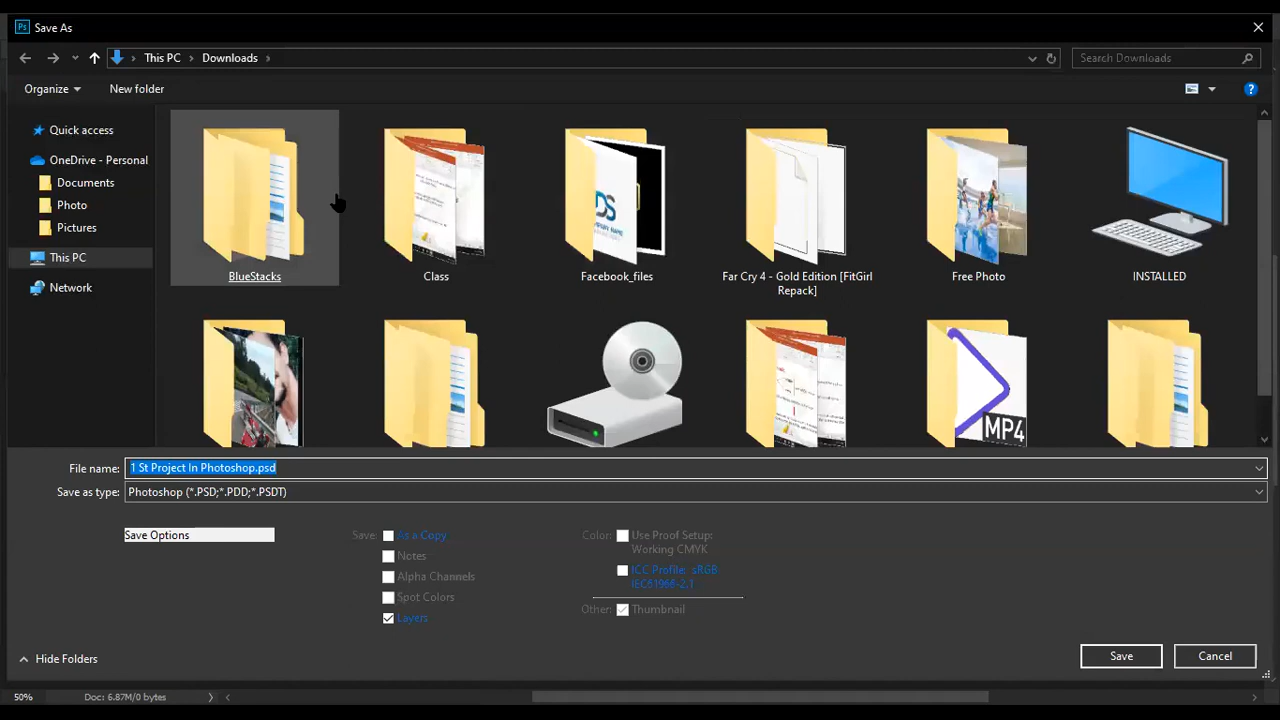 Ps Save As
This PC > Downloads >
Search Downloads
Organize New folder
Quick access
OneDrive - Personal
Documents
Photo
Pictures
This PC
Network
BlueStacks
Class
DS
Facebook_files
Far Cry 4 - Gold Edition [FitGirl
Repack]
Free Photo
INSTALLED
MP4
File name: 1 St Project In Photoshop.psd
Save as type: Photoshop (*.PSD;*.PDD;*.PSDT)
Save Options
Save: As a Copy
Notes
Alpha Channels
Spot Colors
Layers
Color: Use Proof Setup:
Working CMYK
ICC Profile: sRGB
IEC61966-2.1
Other: Thumbnail
Hide Folders
Save
Cancel
50% Doc: 6.87M/0 bytes